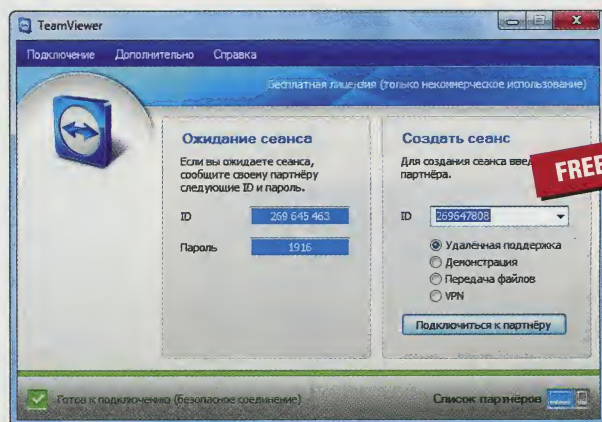 TeamViewer
Подключение Дополнительно Справка
Бесплатная лицензия (только некоммерческое использование)
Ожидание сеанса
Если вы ожидаете сеанса,
сообщите своему партнёру
следующие ID и пароль.
ID 269 645 463
Пароль 1916
Создать сеанс
Для создания сеанса введ
партнёра.
FREE
ID 269647808
Удалённая поддержка
Демонстрация
Передача файлов
VPN
Подключиться к партнёру
Готов к подключению (безопасное соединение)
Список партнёров